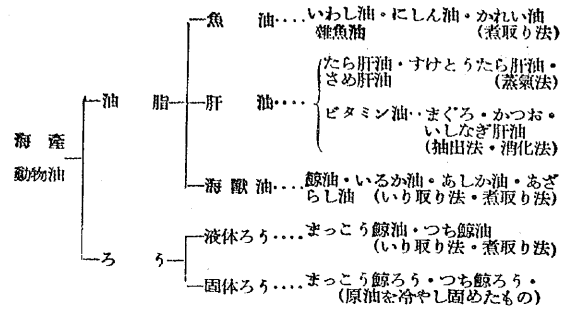 魚油‥‥いわし油・にしん油・かれい油
雑魚油 (煮取り法)
たら肝油・すけとうたら肝油・
油脂 肝油‥‥ さめ肝油 (蒸氣法)
海産動物油 ビタミン油‥まぐろ・かつお・
いしなぎ肝油
(抽出法・消化法)
海獣油‥‥鯨油・いるか油・あしか油・あざ
らし油 (いり取り法・煮取り法)
液体ろう‥‥まっこう鯨油・つち鯨油
ろう (いり取り法・煮取り法)
固体ろう‥‥まっこう鯨ろう・つち鯨ろう・
(原油を冷やし固めたもの)